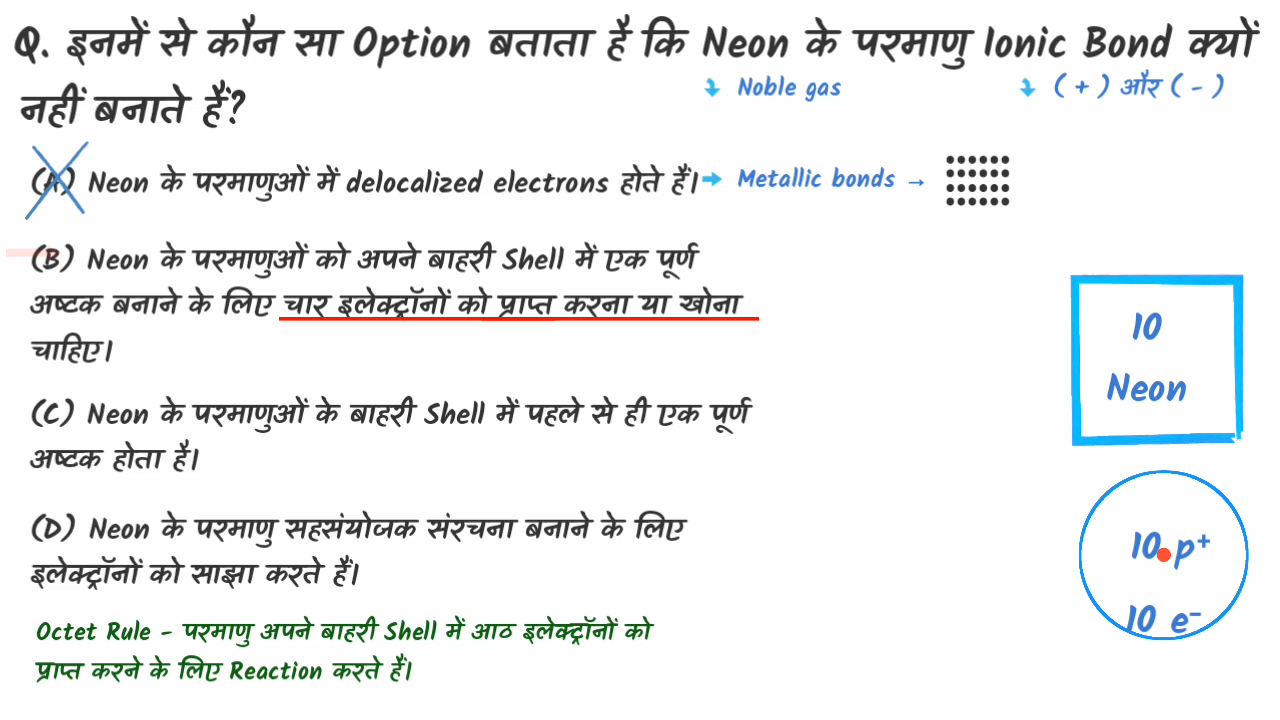 Q. इनमें से कौन सा Option बताता है कि Neon के परमाणु Ionic Bond क्यों
Noble gas
( + ) और ( - )
नहीं बनाते हैं?
(A) Neon के परमाणुओं में delocalized electrons होते हैं।
Metallic bonds →
(B) Neon के परमाणुओं को अपने बाहरी Shell में एक पूर्ण
अष्टक बनाने के लिए चार इलेक्ट्रॉनों को प्राप्त करना या खोना
चाहिए।
(C) Neon के परमाणुओं के बाहरी Shell में पहले से ही एक पूर्ण
अष्टक होता है।
(D) Neon के परमाणु सहसंयोजक संरचना बनाने के लिए
इलेक्ट्रॉनों को साझा करते हैं।
Octet Rule - परमाणु अपने बाहरी Shell में आठ इलेक्ट्रॉनों को
प्राप्त करने के लिए Reaction करते हैं।
10
Neon
10 p⁺
10 e⁻